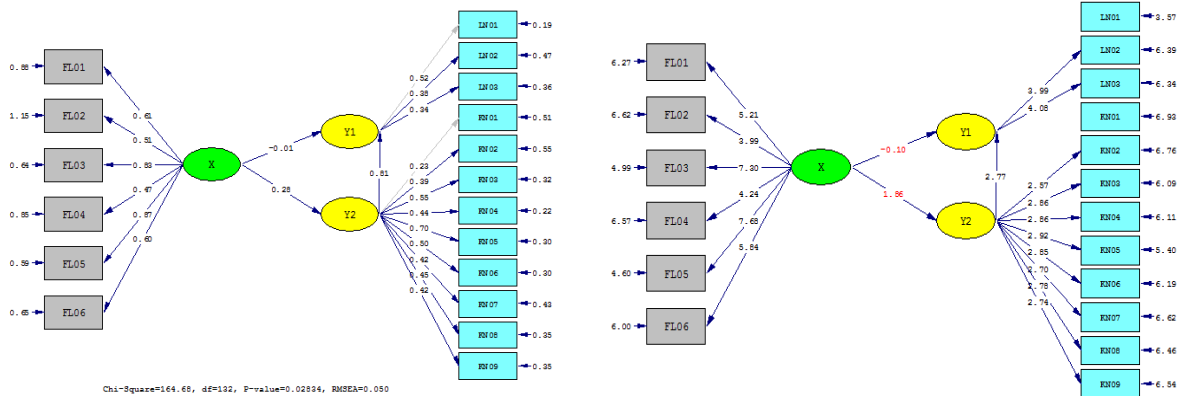 LN01
0.19
LN02
0.47
0.88
FL01
LN03
0.36
0.52
0.38
0.34
KN01
0.51
1.15
FL02
0.61
0.51
Y1
KN02
0.55
-0.01
0.23
0.64
FL03
0.83
X
0.81
0.39
KN03
0.32
0.47
0.28
0.55
0.85
FL04
0.87
Y2
0.44
KN04
0.22
0.60
0.70
KN05
0.30
0.50
0.59
FL05
0.42
KN06
0.30
0.45
0.42
KN07
0.43
0.65
FL06
KN08
0.35
KN09
0.35
Chi-Square=164.68, df=132, P-value=0.02834, RMSEA=0.050
LN01
3.57
LN02
6.39
6.27
FL01
LN03
6.34
3.99
4.08
KN01
6.93
6.62
FL02
5.21
3.99
Y1
KN02
6.76
-0.10
4.99
FL03
7.30
X
2.77
2.57
KN03
6.09
4.24
1.86
2.86
6.57
FL04
7.68
Y2
2.86
KN04
6.11
5.84
2.92
KN05
5.40
2.85
4.60
FL05
2.70
KN06
6.19
2.78
2.74
KN07
6.62
6.00
FL06
KN08
6.46
KN09
6.54